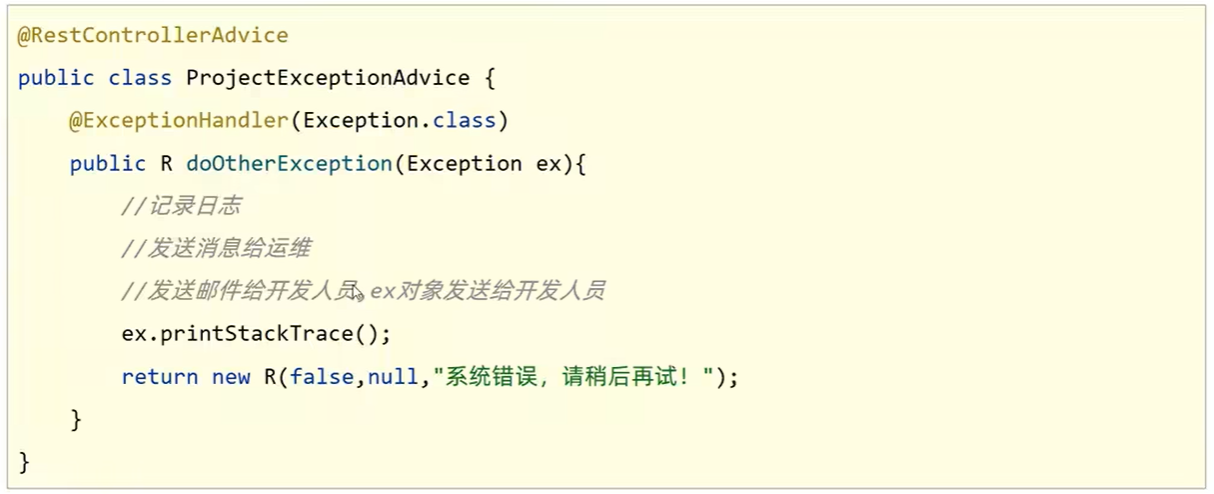 @RestControllerAdvice
public class ProjectExceptionAdvice {
@ExceptionHandler(Exception.class)
public R doOtherException(Exception ex){
//记录日志
//发送消息给运维
//发送邮件给开发人员,ex对象发送给开发人员
ex.printStackTrace();
return new R(false,null,"系统错误，请稍后再试！");
}
}